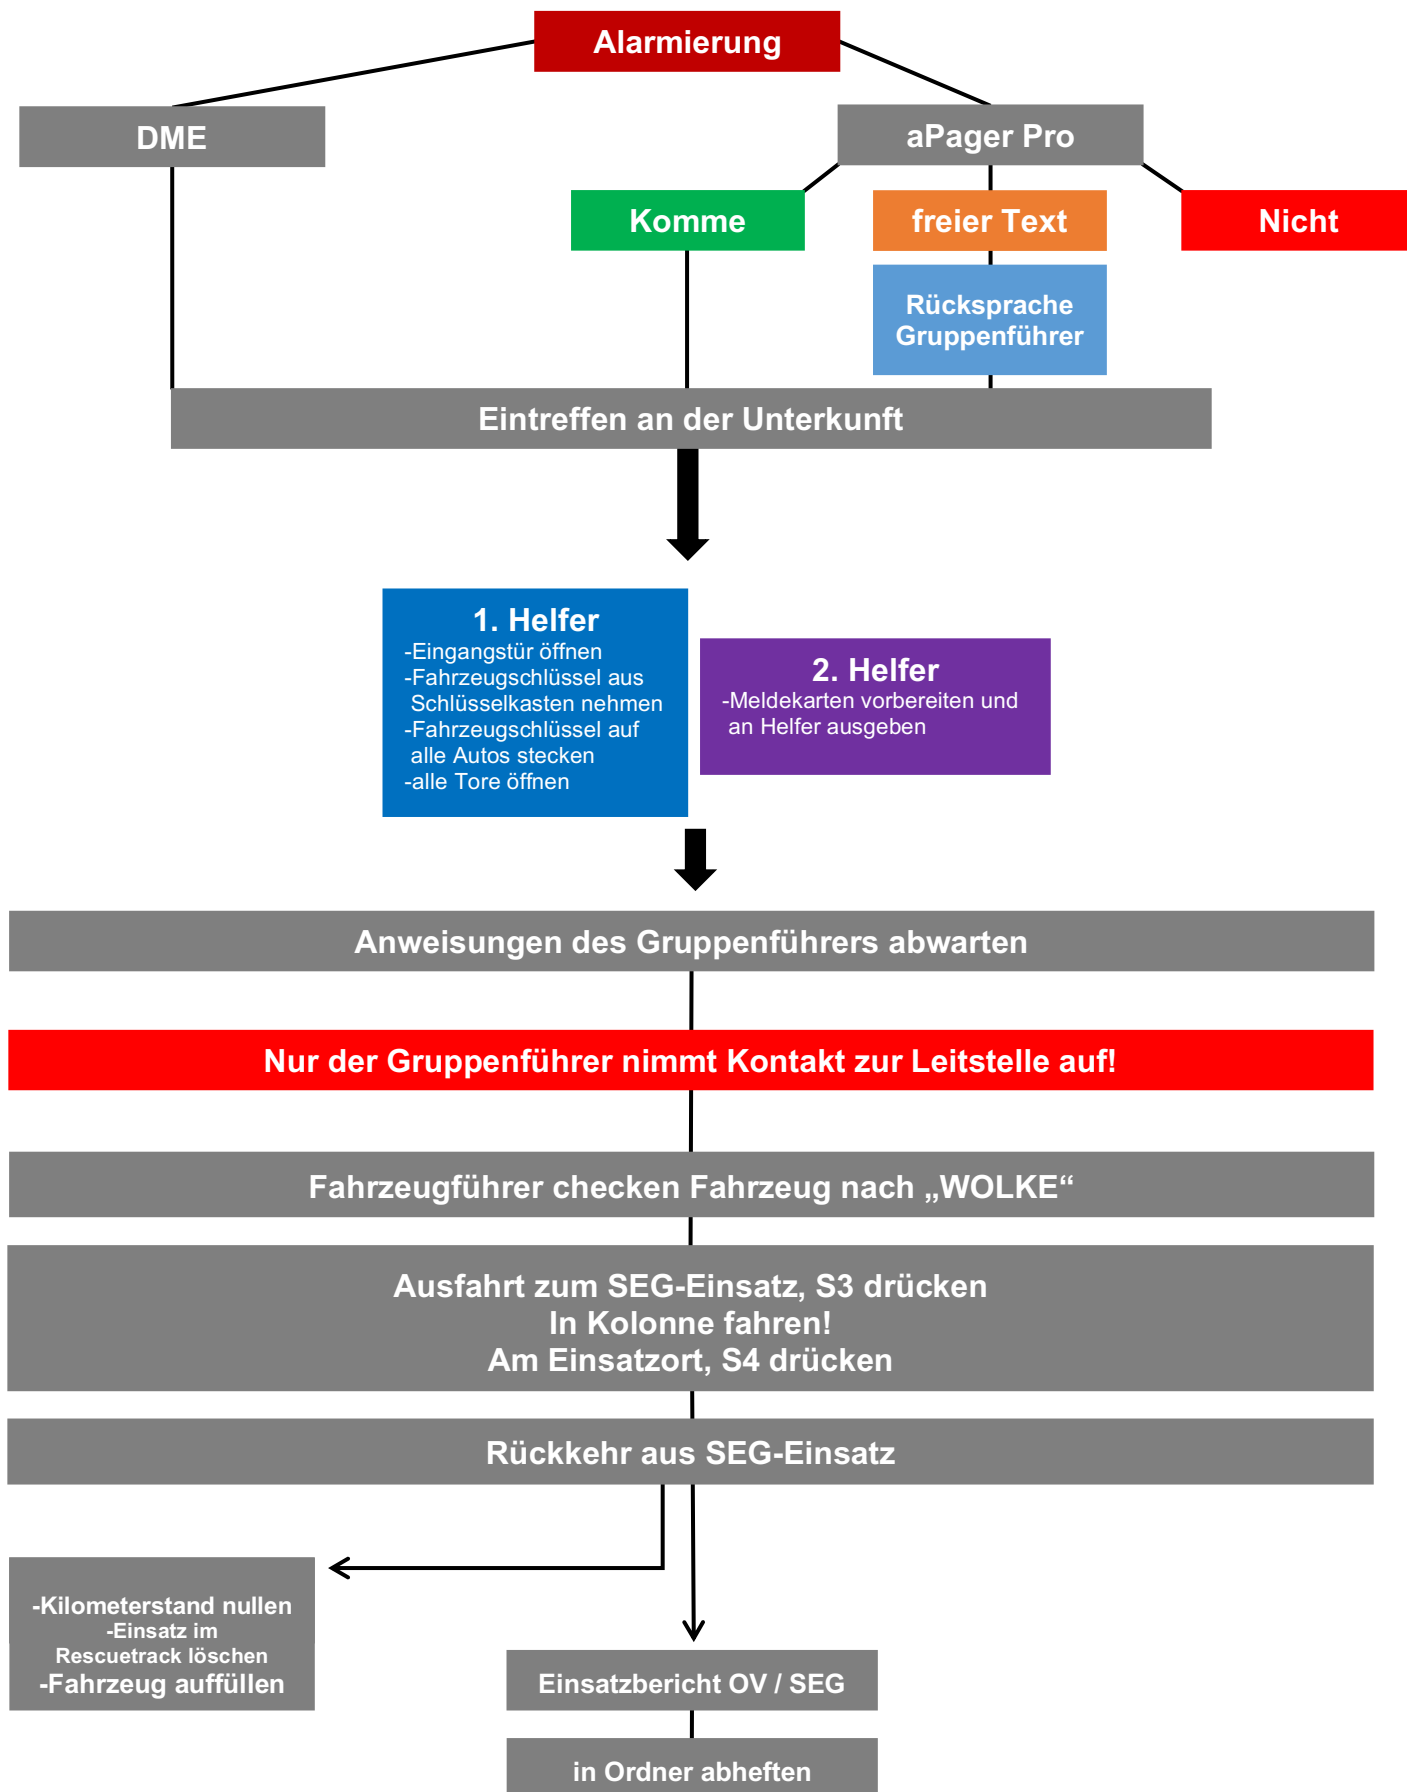 Alarmierung
DME
aPager Pro
Komme
freier Text
Nicht
Rücksprache
Gruppenführer
Eintreffen an der Unterkunft
1. Helfer
-Eingangstür öffnen
-Fahrzeugschlüssel aus
Schlüsselkasten nehmen
-Fahrzeugschlüssel auf
alle Autos stecken
-alle Tore öffnen
2. Helfer
-Meldekarten vorbereiten und
an Helfer ausgeben
Anweisungen des Gruppenführers abwarten
Nur der Gruppenführer nimmt Kontakt zur Leitstelle auf!
Fahrzeugführer checken Fahrzeug nach „WOLKE“
Ausfahrt zum SEG-Einsatz, S3 drücken
In Kolonne fahren!
Am Einsatzort, S4 drücken
Rückkehr aus SEG-Einsatz
-Kilometerstand nullen
-Einsatz im
Rescuetrack löschen
-Fahrzeug auffüllen
Einsatzbericht OV / SEG
in Ordner abheften